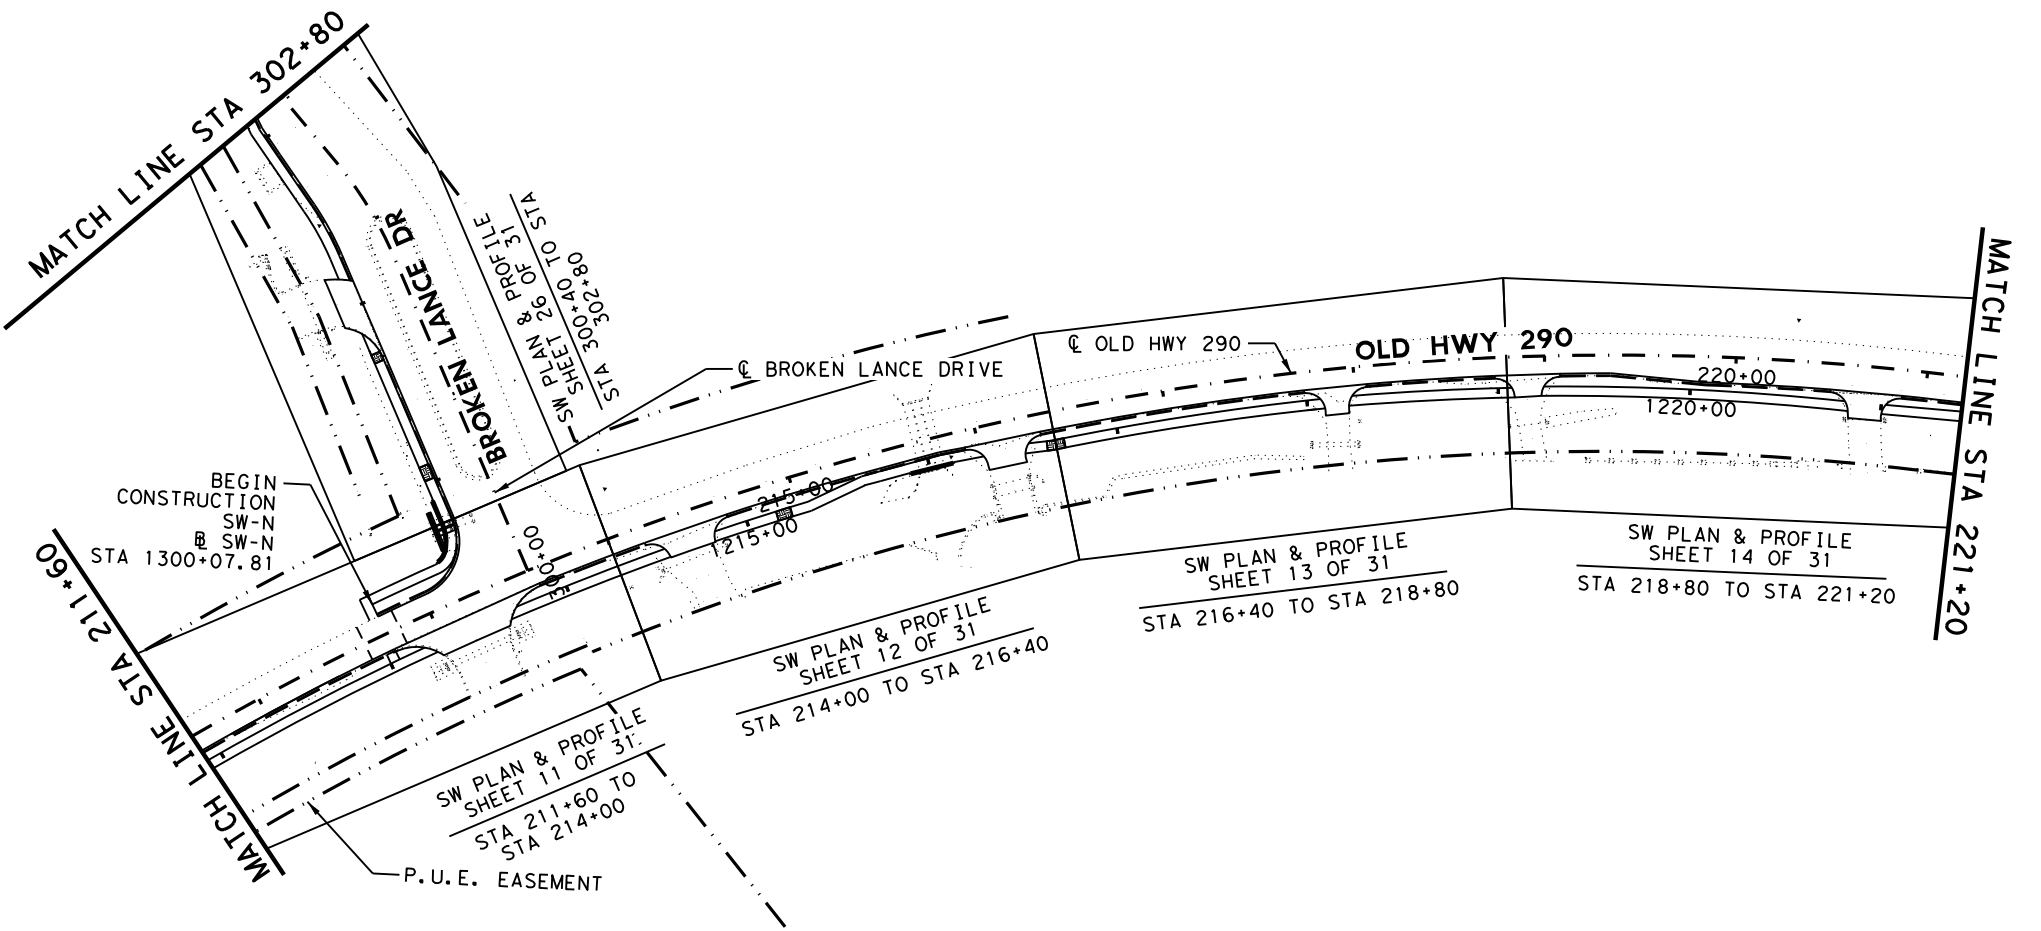 MATCH LINE STA 302+80
BROKEN LANCE DR
SW PLAN & PROFILE
SHEET 26 OF 31
STA 300+40 TO STA
302+80
℄ BROKEN LANCE DRIVE
℄ OLD HWY 290
OLD HWY 290
220+00
1220+00
MATCH LINE STA 221+20
BEGIN
CONSTRUCTION
SW-N
BL SW-N
STA 1300+07.81
215+00
1215+00
300+00
MATCH LINE STA 211+60
SW PLAN & PROFILE
SHEET 11 OF 31
STA 211+60 TO
STA 214+00
SW PLAN & PROFILE
SHEET 12 OF 31
STA 214+00 TO STA 216+40
SW PLAN & PROFILE
SHEET 13 OF 31
STA 216+40 TO STA 218+80
SW PLAN & PROFILE
SHEET 14 OF 31
STA 218+80 TO STA 221+20
P.U.E. EASEMENT